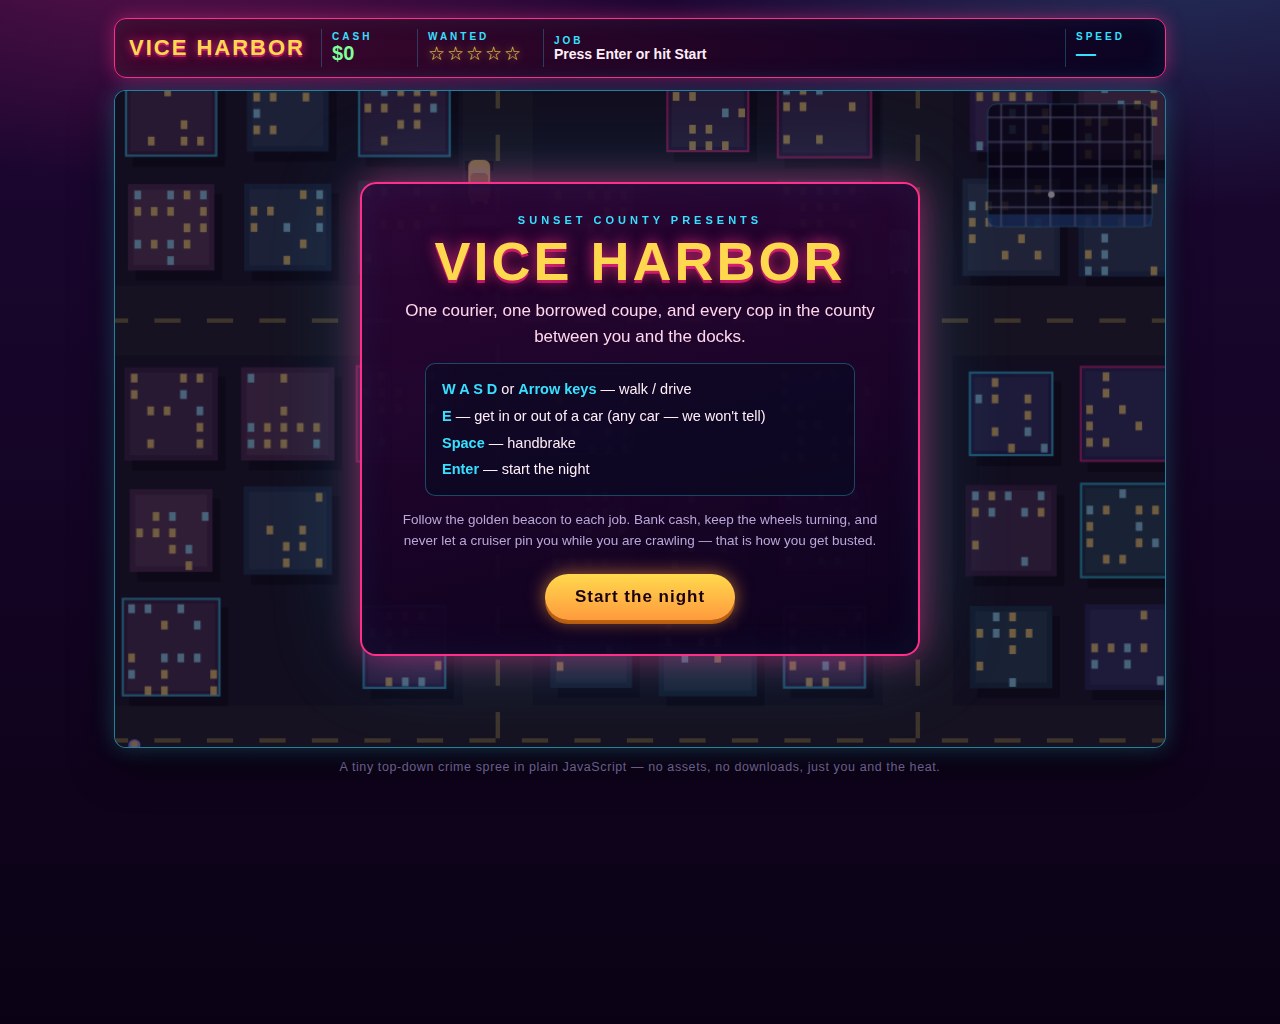 VICE HARBOR
CASH
$0
WANTED
☆☆☆☆☆
JOB
Press Enter or hit Start
SPEED
—
SUNSET COUNTY PRESENTS
VICE HARBOR
One courier, one borrowed coupe, and every cop in the county
between you and the docks.
W A S D or Arrow keys — walk / drive
E — get in or out of a car (any car — we won't tell)
Space — handbrake
Enter — start the night
Follow the golden beacon to each job. Bank cash, keep the wheels turning, and
never let a cruiser pin you while you are crawling — that is how you get busted.
Start the night
A tiny top-down crime spree in plain JavaScript — no assets, no downloads, just you and the heat.